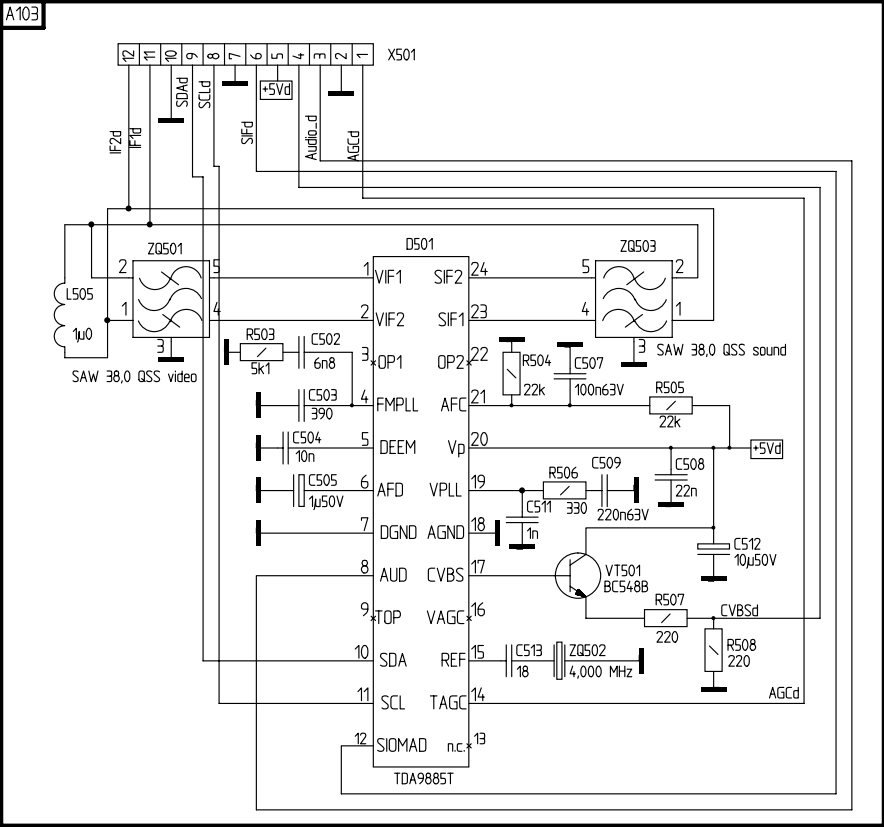 A103
X501
12 11 10 9 8 7 6 5 4 3 2 1
+5Vd
SDAd
SCLd
SIFd
Audio_d
AGCd
IF2d
IF1d
ZQ501
D501
ZQ503
2 5
1 VIF1
SIF2 24
5 2
L505
1µ0
1 4
2 VIF2
SIF1 23
4 1
3
3
SAW 38,0 QSS video
SAW 38,0 QSS sound
R503
5k1
C502
6n8
3 OP1
OP2 22
R504
22k
C507
100n63V
C503
390
4 FMPLL
AFC 21
R505
22k
C504
10n
5 DEEM
Vp 20
+5Vd
C505
1µ50V
6 AFD
VPLL 19
R506
330
C509
220n63V
C508
22n
C511
1n
7 DGND
AGND 18
C512
10µ50V
8 AUD
CVBS 17
VT501
BC548B
9 TOP
VAGC 16
R507
220
CVBSd
R508
220
10 SDA
REF 15
C513
18
ZQ502
4,000 MHz
11 SCL
TAGC 14
AGCd
12 SIOMAD
n.c. 13
TDA9885T